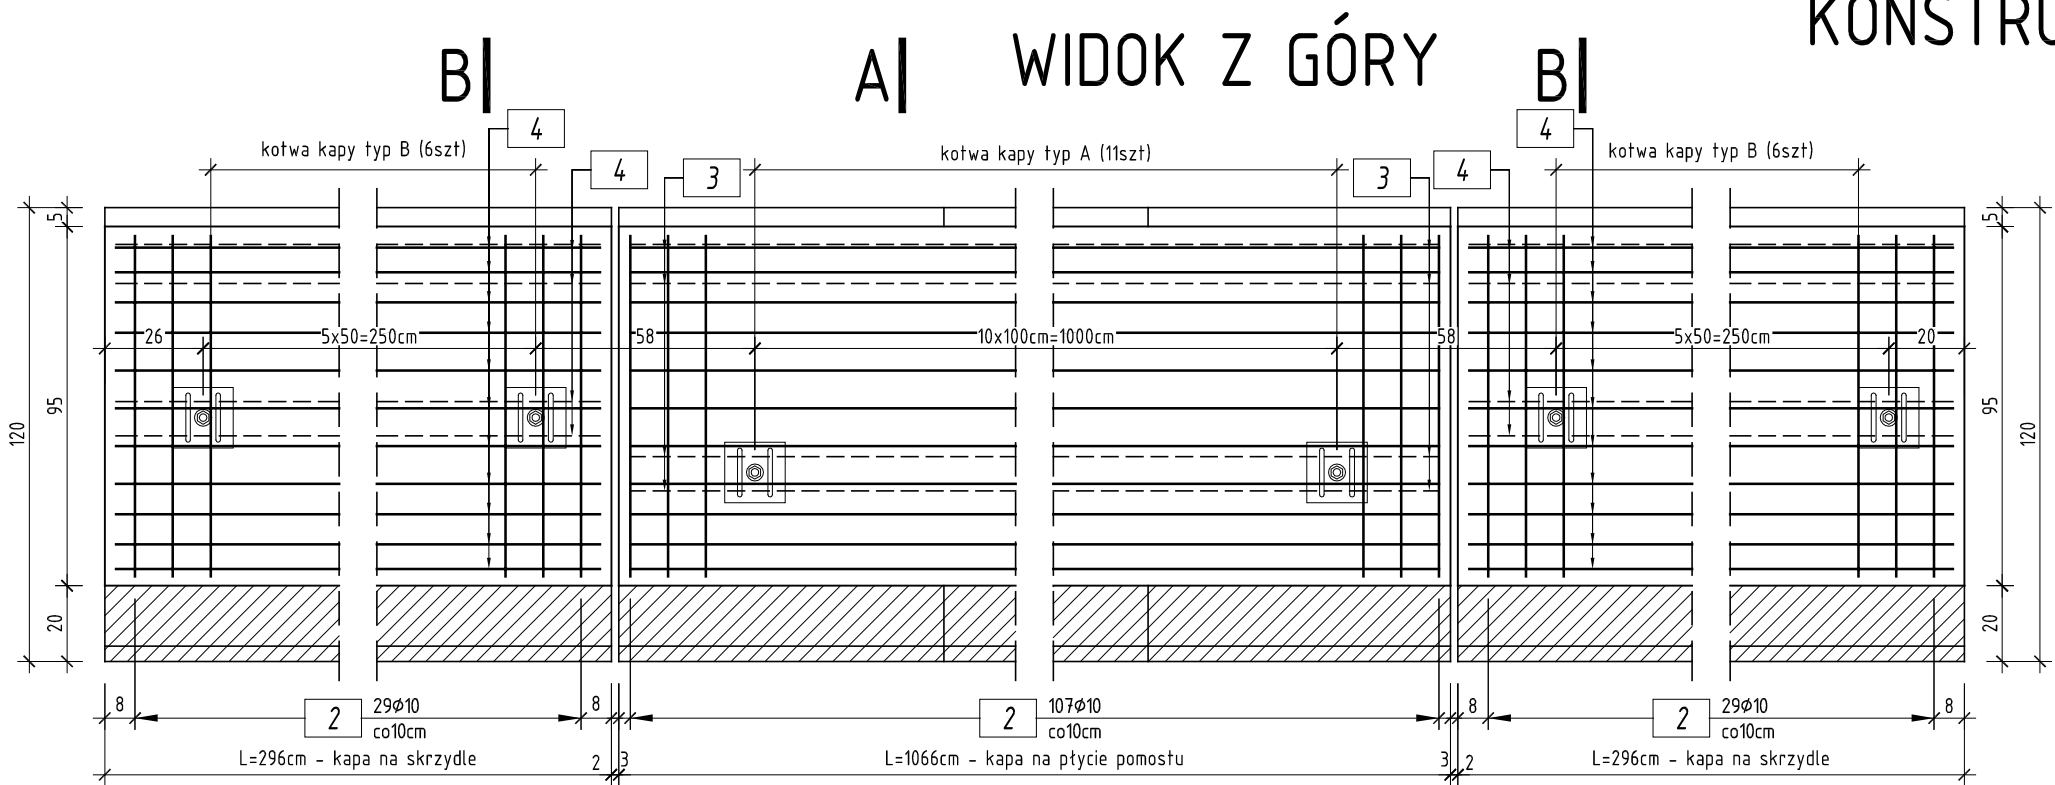 KONSTRU
WIDOK Z GÓRY
B
A
B
4
4
kotwa kapy typ B (6szt)
4
3
kotwa kapy typ A (11szt)
3
4
kotwa kapy typ B (6szt)
5
5
26
5x50=250cm
58
10x100cm=1000cm
58
5x50=250cm
20
120
95
95
120
20
20
8
2
29ø10
co10cm
8
2
107ø10
co10cm
8
2
29ø10
co10cm
8
L=296cm - kapa na skrzydle
2
3
L=1066cm - kapa na płycie pomostu
3
2
L=296cm - kapa na skrzydle